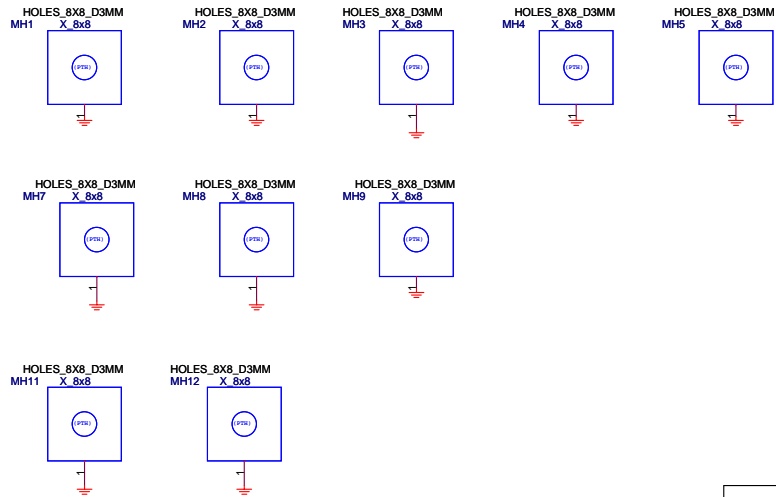 HOLES_8X8_D3MM HOLES_8X8_D3MM HOLES_8X8_D3MM HOLES_8X8_D3MM HOLES_8X8_D3MM
MH1 X_8x8 MH2 X_8x8 MH3 X_8x8 MH4 X_8x8 MH5 X_8x8
(PTH) (PTH) (PTH) (PTH) (PTH)
1 1 1 1 1
HOLES_8X8_D3MM HOLES_8X8_D3MM HOLES_8X8_D3MM
MH7 X_8x8 MH8 X_8x8 MH9 X_8x8
(PTH) (PTH) (PTH)
1 1 1
HOLES_8X8_D3MM HOLES_8X8_D3MM
MH11 X_8x8 MH12 X_8x8
(PTH) (PTH)
1 1